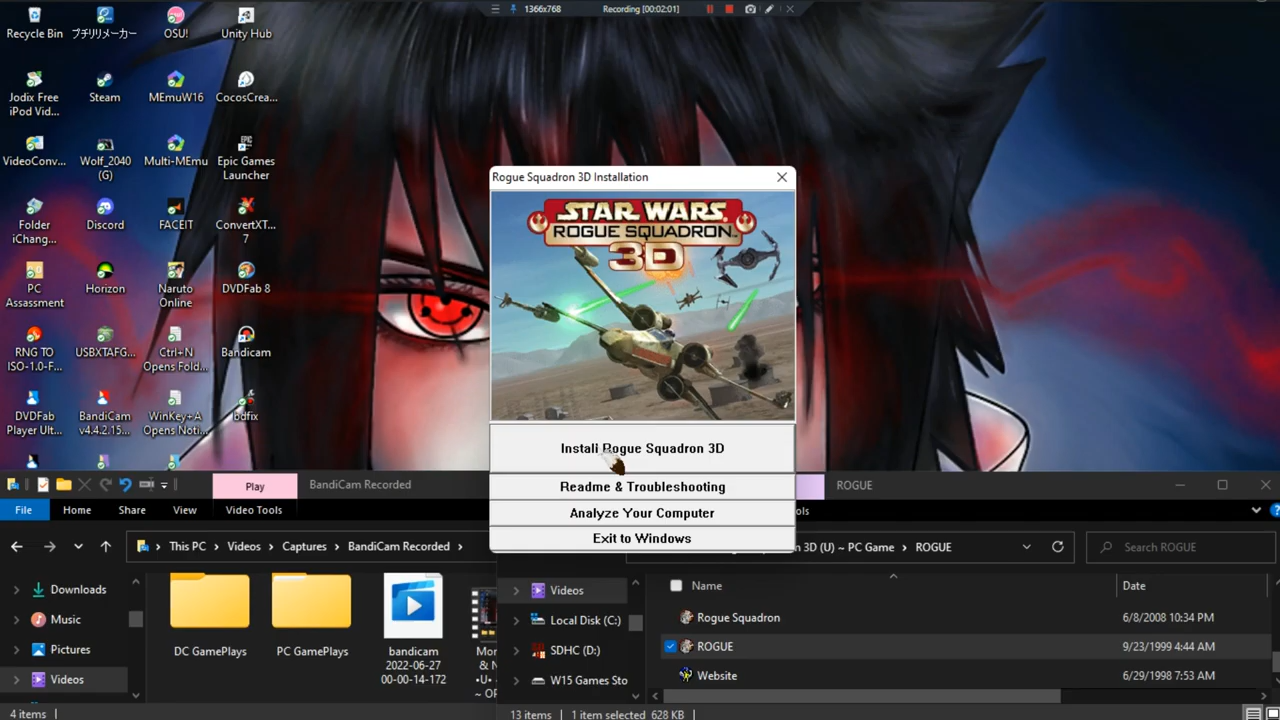 1366x768
Recording [00:02:01]
Recycle Bin
プチリリメーカー
OSU!
Unity Hub
Jodix Free
iPod Vid...
Steam
MEmuW16
CocosCrea...
VideoConv...
Wolf_2040
(G)
Multi-MEmu
Epic Games
Launcher
EPIC
Folder
iChang...
Discord
FACEIT
ConvertXT...
7
PC
Assassment
Horizon
Naruto
Online
DVDFab 8
RNG TO
ISO-1.0-F...
USBXTAFG...
Ctrl+N
Opens Fold...
Bandicam
DVDFab
Player Ult...
BandiCam
v4.4.2.15...
WinKey+A
Opens Noti...
bdfix
Rogue Squadron 3D Installation
STAR WARS
ROGUE SQUADRON
3D
Install Rogue Squadron 3D
Readme & Troubleshooting
Analyze Your Computer
Exit to Windows
Play
BandiCam Recorded
File
Home
Share
View
Video Tools
This PC
Videos
Captures
BandiCam Recorded
Downloads
Music
Pictures
Videos
DC GamePlays
PC GamePlays
bandicam
2022-06-27
00-00-14-172
4 items
ROGUE
ols
3D (U) ~ PC Game
ROGUE
Search ROGUE
Videos
Local Disk (C:)
SDHC (D:)
W15 Games Sto
Name
Date
Rogue Squadron
6/8/2008 10:34 PM
ROGUE
9/23/1999 4:44 AM
Website
6/29/1998 7:53 AM
13 items
1 item selected
628 KB